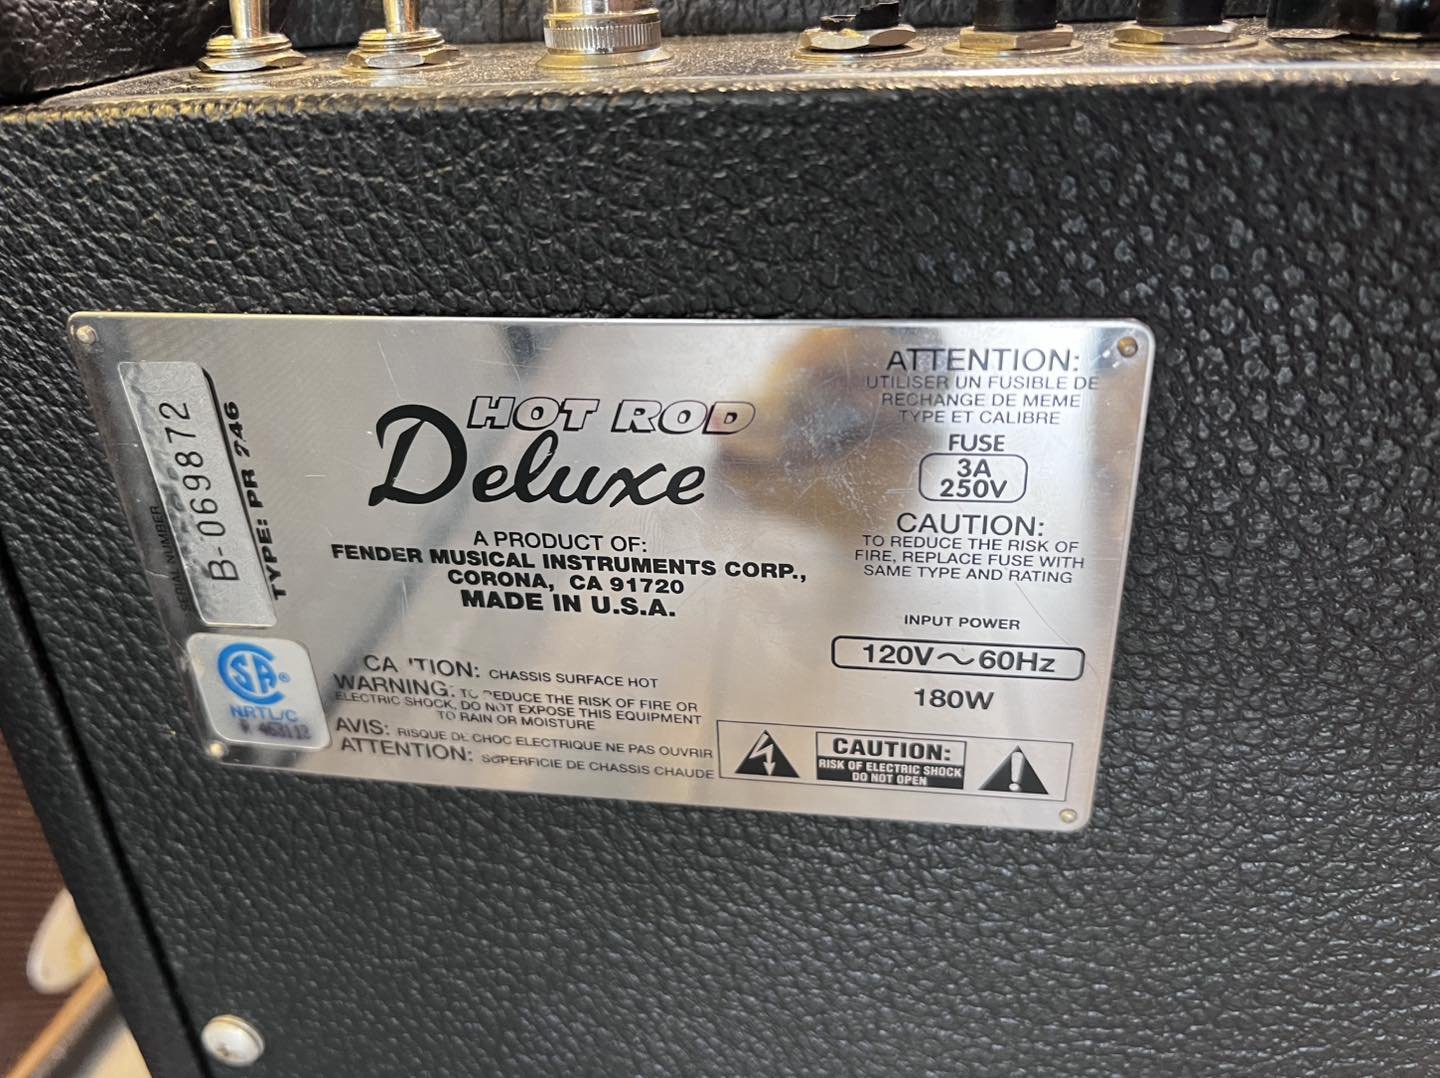 SERIAL NUMBER
B-069872
TYPE: PR 246
HOT ROD
Deluxe
A PRODUCT OF:
FENDER MUSICAL INSTRUMENTS CORP.,
CORONA, CA 91720
MADE IN U.S.A.
ATTENTION:
UTILISER UN FUSIBLE DE
RECHANGE DE MEME
TYPE ET CALIBRE
FUSE
3A
250V
CAUTION:
TO REDUCE THE RISK OF
FIRE, REPLACE FUSE WITH
SAME TYPE AND RATING
INPUT POWER
120V~60Hz
180W
SA®
NRTL/C
CA 'TION: CHASSIS SURFACE HOT
WARNING: TO REDUCE THE RISK OF FIRE OR
ELECTRIC SHOCK, DO NOT EXPOSE THIS EQUIPMENT
TO RAIN OR MOISTURE
AVIS: RISQUE DE CHOC ELECTRIQUE NE PAS OUVRIR
ATTENTION: SUPERFICIE DE CHASSIS CHAUDE
CAUTION:
RISK OF ELECTRIC SHOCK
DO NOT OPEN